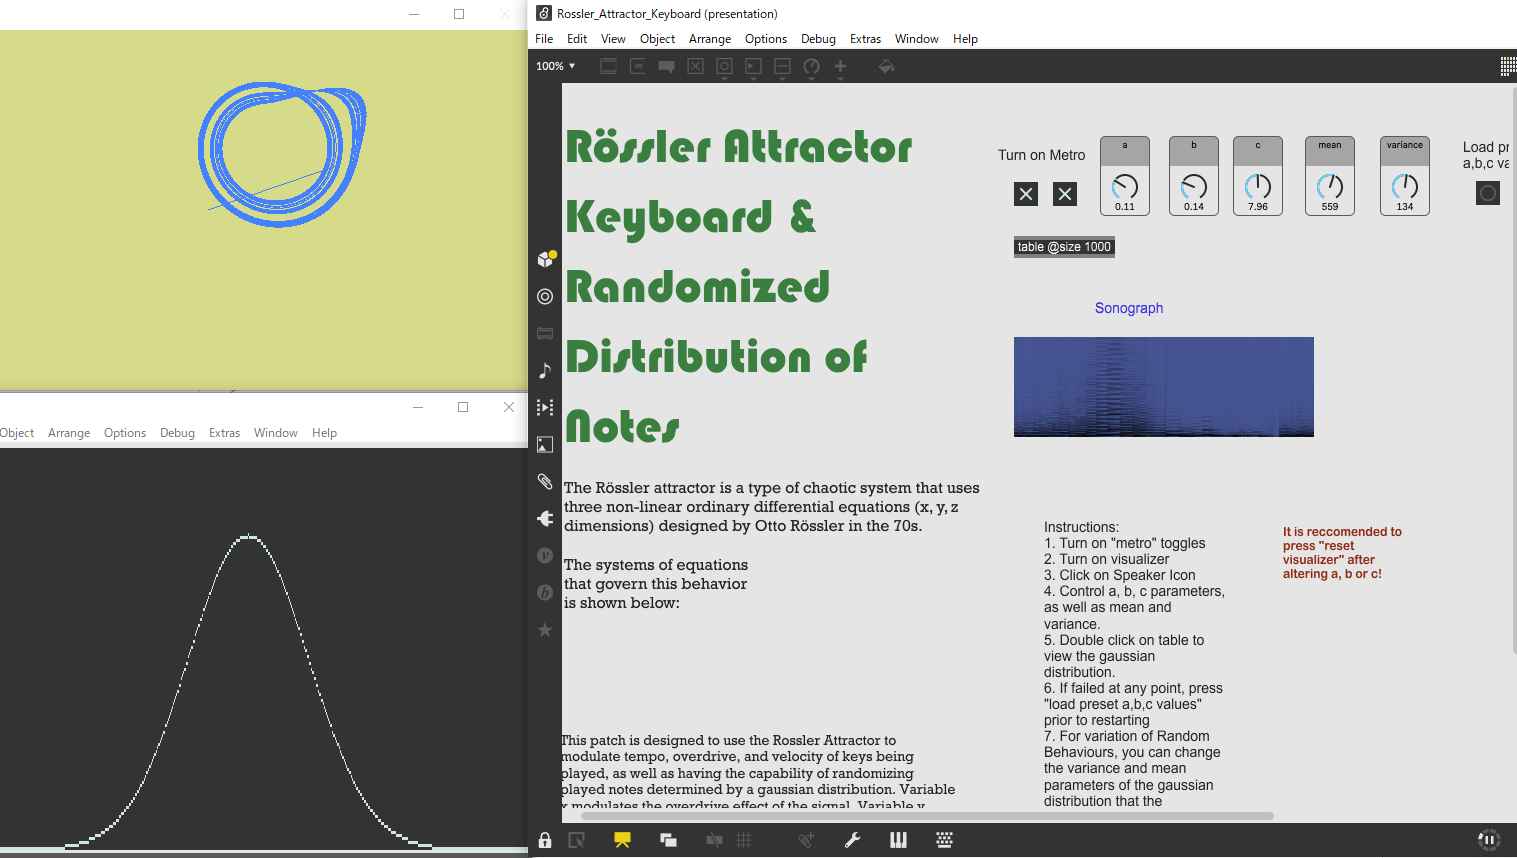 Rossler_Attractor_Keyboard (presentation)
File Edit View Object Arrange Options Debug Extras Window Help
100%
Rössler Attractor
Keyboard &
Randomized
Distribution of
Notes
The Rössler attractor is a type of chaotic system that uses
three non-linear ordinary differential equations (x, y, z
dimensions) designed by Otto Rössler in the 70s.
The systems of equations
that govern this behavior
is shown below:
This patch is designed to use the Rossler Attractor to
modulate tempo, overdrive, and velocity of keys being
played, as well as having the capability of randomizing
played notes determined by a gaussian distribution. Variable
x modulates the overdrive effect of the signal. Variable y
Turn on Metro
a
0.11
b
0.14
c
7.96
mean
559
variance
134
Load pr
a,b,c va
table @size 1000
Sonograph
Instructions:
1. Turn on "metro" toggles
2. Turn on visualizer
3. Click on Speaker Icon
4. Control a, b, c parameters,
as well as mean and
variance.
5. Double click on table to
view the gaussian
distribution.
6. If failed at any point, press
"load preset a,b,c values"
prior to restarting
7. For variation of Random
Behaviours, you can change
the variance and mean
parameters of the gaussian
distribution that the
It is reccomended to
press "reset
visualizer" after
altering a, b or c!
Object Arrange Options Debug Extras Window Help